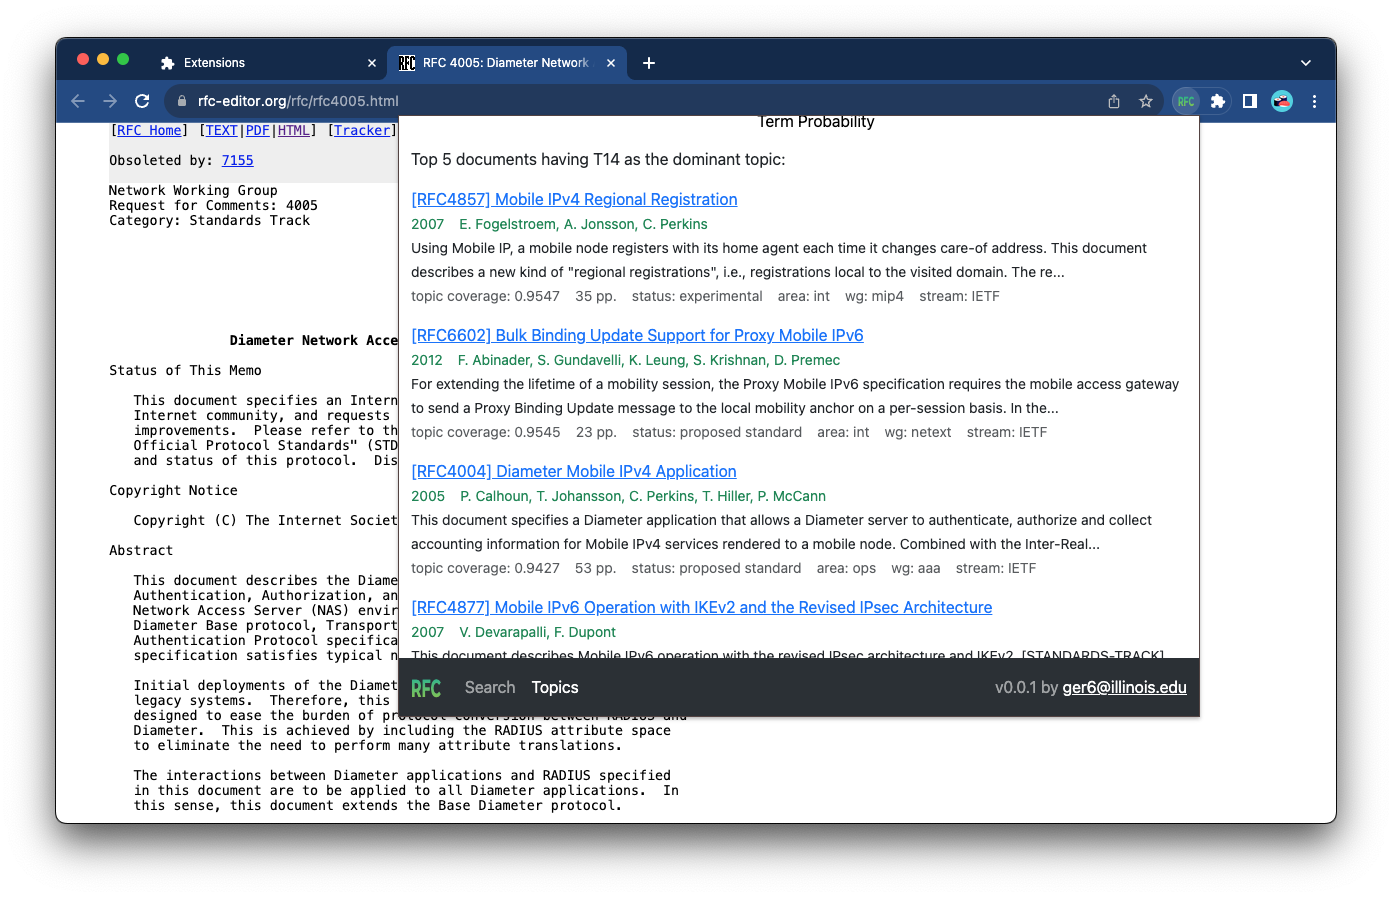 Extensions
RFC RFC 4005: Diameter Network
rfc-editor.org/rfc/rfc4005.html
RFC
[RFC Home] [TEXT|PDF|HTML] [Tracker]
Obsoleted by: 7155
Network Working Group
Request for Comments: 4005
Category: Standards Track
Diameter Network Acce
Status of This Memo
This document specifies an Intern
Internet community, and requests
improvements.  Please refer to th
Official Protocol Standards" (STD
and status of this protocol.  Dis
Copyright Notice
Copyright (C) The Internet Societ
Abstract
This document describes the Diame
Authentication, Authorization, an
Network Access Server (NAS) envir
Diameter Base protocol, Transport
Authentication Protocol specifica
specification satisfies typical n
Initial deployments of the Diamet
legacy systems.  Therefore, this
designed to ease the burden of protocol conversion between RADIUS and
Diameter.  This is achieved by including the RADIUS attribute space
to eliminate the need to perform many attribute translations.
The interactions between Diameter applications and RADIUS specified
in this document are to be applied to all Diameter applications.  In
this sense, this document extends the Base Diameter protocol.
Term Probability
Top 5 documents having T14 as the dominant topic:
[RFC4857] Mobile IPv4 Regional Registration
2007 E. Fogelstroem, A. Jonsson, C. Perkins
Using Mobile IP, a mobile node registers with its home agent each time it changes care-of address. This document
describes a new kind of "regional registrations", i.e., registrations local to the visited domain. The re...
topic coverage: 0.9547 35 pp. status: experimental area: int wg: mip4 stream: IETF
[RFC6602] Bulk Binding Update Support for Proxy Mobile IPv6
2012 F. Abinader, S. Gundavelli, K. Leung, S. Krishnan, D. Premec
For extending the lifetime of a mobility session, the Proxy Mobile IPv6 specification requires the mobile access gateway
to send a Proxy Binding Update message to the local mobility anchor on a per-session basis. In the...
topic coverage: 0.9545 23 pp. status: proposed standard area: int wg: netext stream: IETF
[RFC4004] Diameter Mobile IPv4 Application
2005 P. Calhoun, T. Johansson, C. Perkins, T. Hiller, P. McCann
This document specifies a Diameter application that allows a Diameter server to authenticate, authorize and collect
accounting information for Mobile IPv4 services rendered to a mobile node. Combined with the Inter-Real...
topic coverage: 0.9427 53 pp. status: proposed standard area: ops wg: aaa stream: IETF
[RFC4877] Mobile IPv6 Operation with IKEv2 and the Revised IPsec Architecture
2007 V. Devarapalli, F. Dupont
This document describes Mobile IPv6 operation with the revised IPsec architecture and IKEv2. [STANDARDS-TRACK]
RFC Search Topics v0.0.1 by ger6@illinois.edu